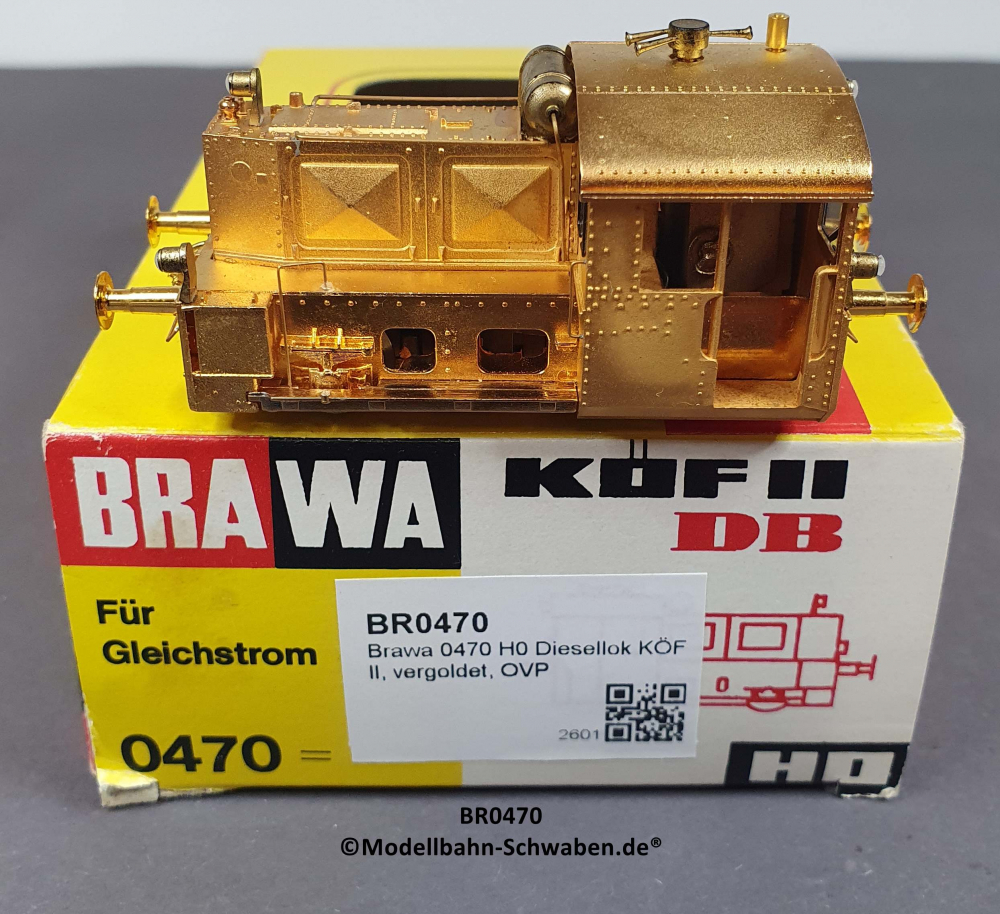 BRAWA
KÖF II
DB
Für
Gleichstrom
0470 =
BR0470
Brawa 0470 H0 Diesellok KÖF
II, vergoldet, OVP
2601
H0
BR0470
©Modellbahn-Schwaben.de®